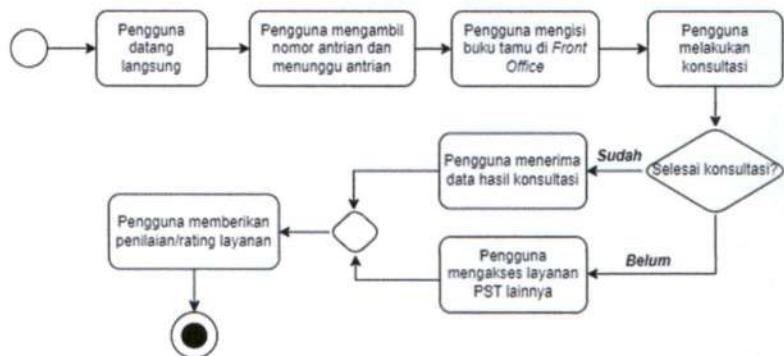 Pengguna
datang
langsung
Pengguna mengambil
nomor antrian dan
menunggu antrian
Pengguna mengisi
buku tamu di Front
Office
Pengguna
melakukan
konsultasi
Selesai konsultasi?
Sudah
Pengguna menerima
data hasil konsultasi
Belum
Pengguna
mengakses layanan
PST lainnya
Pengguna memberikan
penilaian/rating layanan